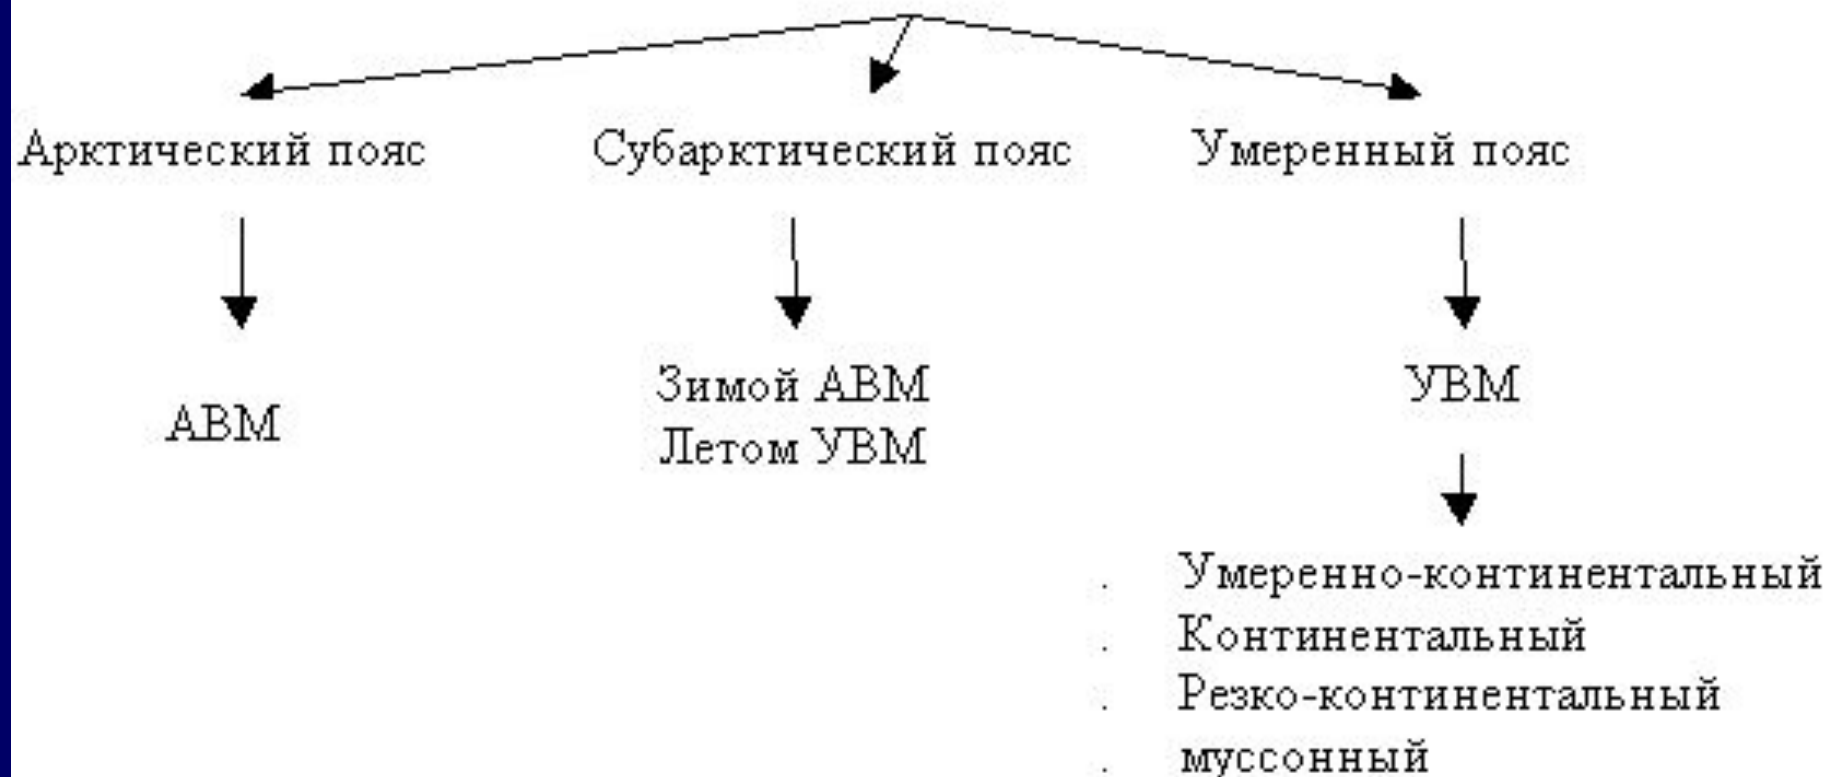 Арктический пояс
Субарктический пояс
Умеренный пояс
АВМ
Зимой АВМ
Летом УВМ
УВМ
. Умеренно-континентальный
. Континентальный
. Резко-континентальный
. муссонный